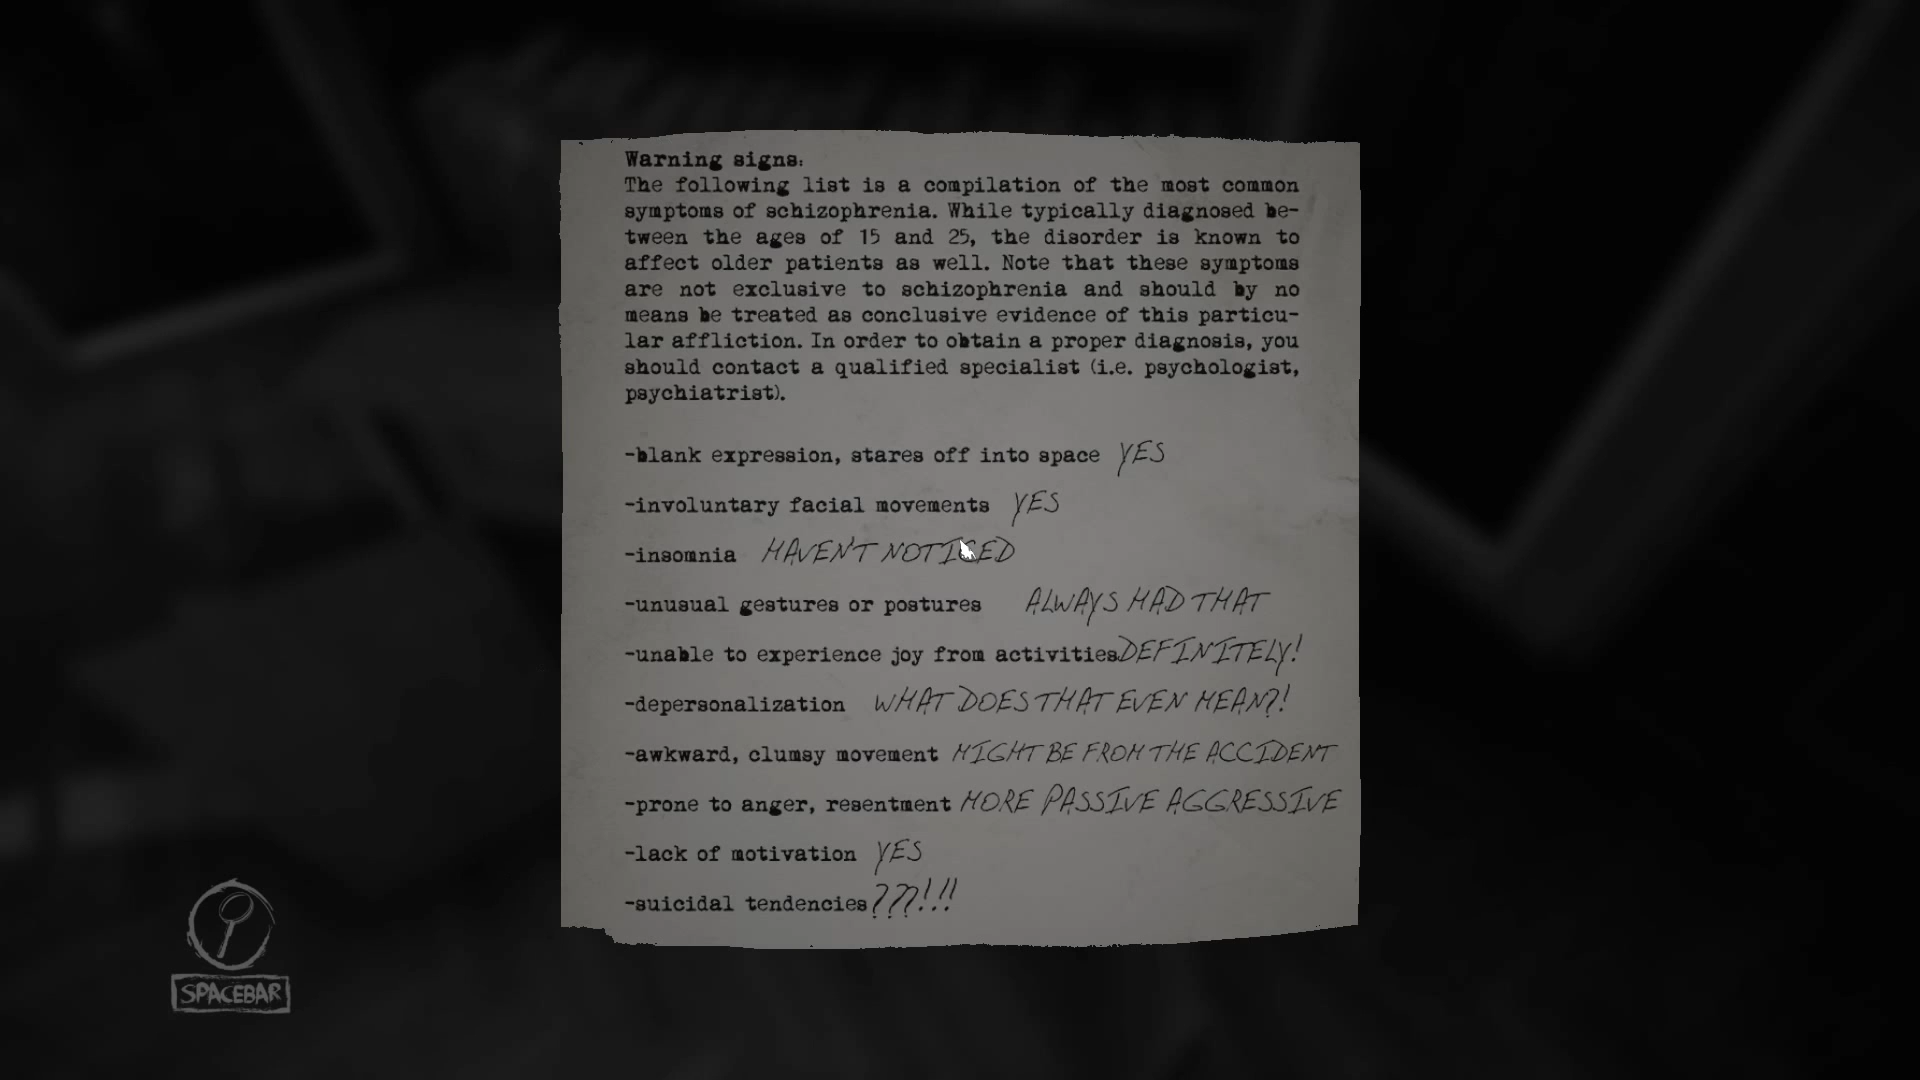 Warning signs:
The following list is a compilation of the most common
symptoms of schizophrenia. While typically diagnosed be-
tween the ages of 15 and 25, the disorder is known to
affect older patients as well. Note that these symptoms
are not exclusive to schizophrenia and should by no
means be treated as conclusive evidence of this particu-
lar affliction. In order to obtain a proper diagnosis, you
should contact a qualified specialist (i.e. psychologist,
psychiatrist).
-blank expression, stares off into space YES
-involuntary facial movements YES
-insomnia HAVEN'T NOTICED
-unusual gestures or postures ALWAYS HAD THAT
-unable to experience joy from activities DEFINITELY!
-depersonalization WHAT DOES THAT EVEN MEAN?!
-awkward, clumsy movement MIGHT BE FROM THE ACCIDENT
-prone to anger, resentment MORE PASSIVE AGGRESSIVE
-lack of motivation YES
-suicidal tendencies ???!!!
SPACEBAR